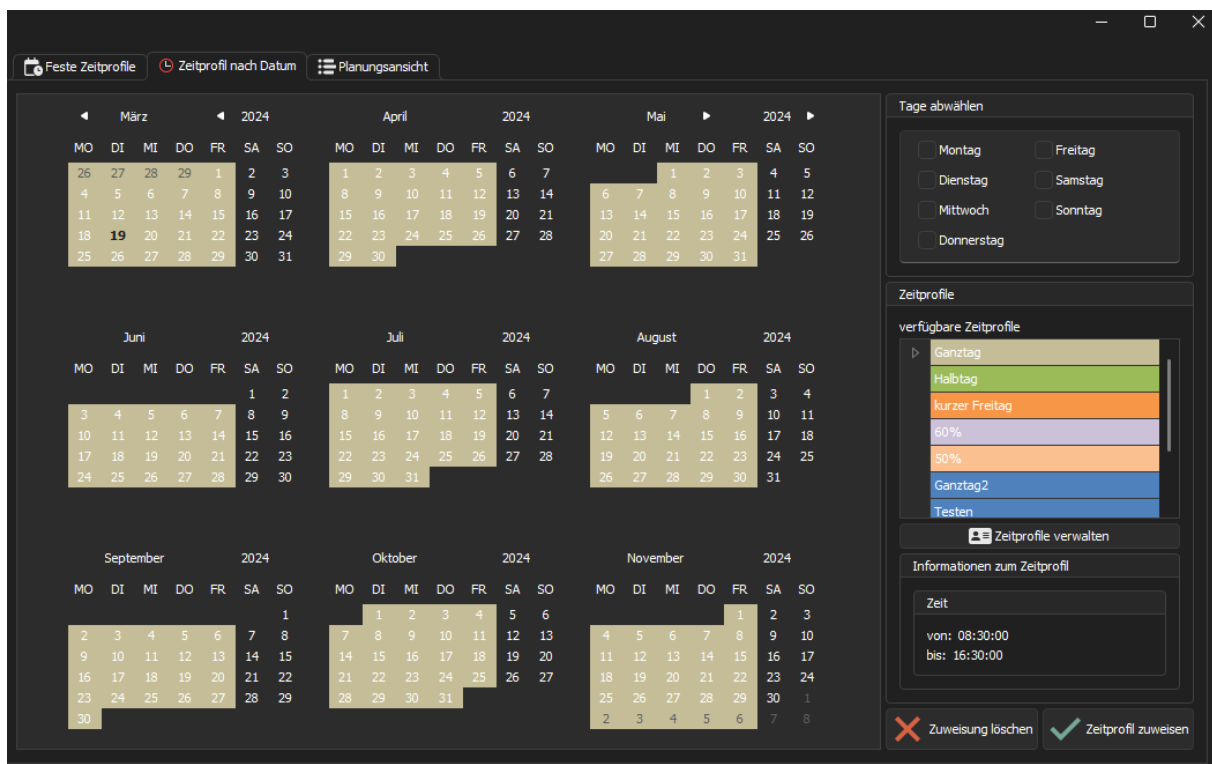 Feste Zeitprofile Zeitprofil nach Datum Planungsansicht
März 2024 April 2024 Mai 2024
MO DI MI DO FR SA SO MO DI MI DO FR SA SO MO DI MI DO FR SA SO
26 27 28 29 1 2 3 1 2 3 4 5 6 7 1 2 3 4 5
4 5 6 7 8 9 10 8 9 10 11 12 13 14 6 7 8 9 10 11 12
11 12 13 14 15 16 17 15 16 17 18 19 20 21 13 14 15 16 17 18 19
18 19 20 21 22 23 24 22 23 24 25 26 27 28 20 21 22 23 24 25 26
25 26 27 28 29 30 31 29 30 27 28 29 30 31
Juni 2024 Juli 2024 August 2024
MO DI MI DO FR SA SO MO DI MI DO FR SA SO MO DI MI DO FR SA SO
1 2 1 2 3 4 5 6 7 1 2 3 4
3 4 5 6 7 8 9 8 9 10 11 12 13 14 5 6 7 8 9 10 11
10 11 12 13 14 15 16 15 16 17 18 19 20 21 12 13 14 15 16 17 18
17 18 19 20 21 22 23 22 23 24 25 26 27 28 19 20 21 22 23 24 25
24 25 26 27 28 29 30 29 30 31 26 27 28 29 30 31
September 2024 Oktober 2024 November 2024
MO DI MI DO FR SA SO MO DI MI DO FR SA SO MO DI MI DO FR SA SO
1 1 2 3 4 5 6 1 2 3
2 3 4 5 6 7 8 7 8 9 10 11 12 13 4 5 6 7 8 9 10
9 10 11 12 13 14 15 14 15 16 17 18 19 20 11 12 13 14 15 16 17
16 17 18 19 20 21 22 21 22 23 24 25 26 27 18 19 20 21 22 23 24
23 24 25 26 27 28 29 28 29 30 31 25 26 27 28 29 30 1
30 2 3 4 5 6 7 8
Tage abwählen
Montag Freitag
Dienstag Samstag
Mittwoch Sonntag
Donnerstag
Zeitprofile
verfügbare Zeitprofile
Ganztag
Halbtag
kurzer Freitag
60%
50%
Ganztag2
Testen
Zeitprofile verwalten
Informationen zum Zeitprofil
Zeit
von: 08:30:00
bis: 16:30:00
Zuweisung löschen Zeitprofil zuweisen